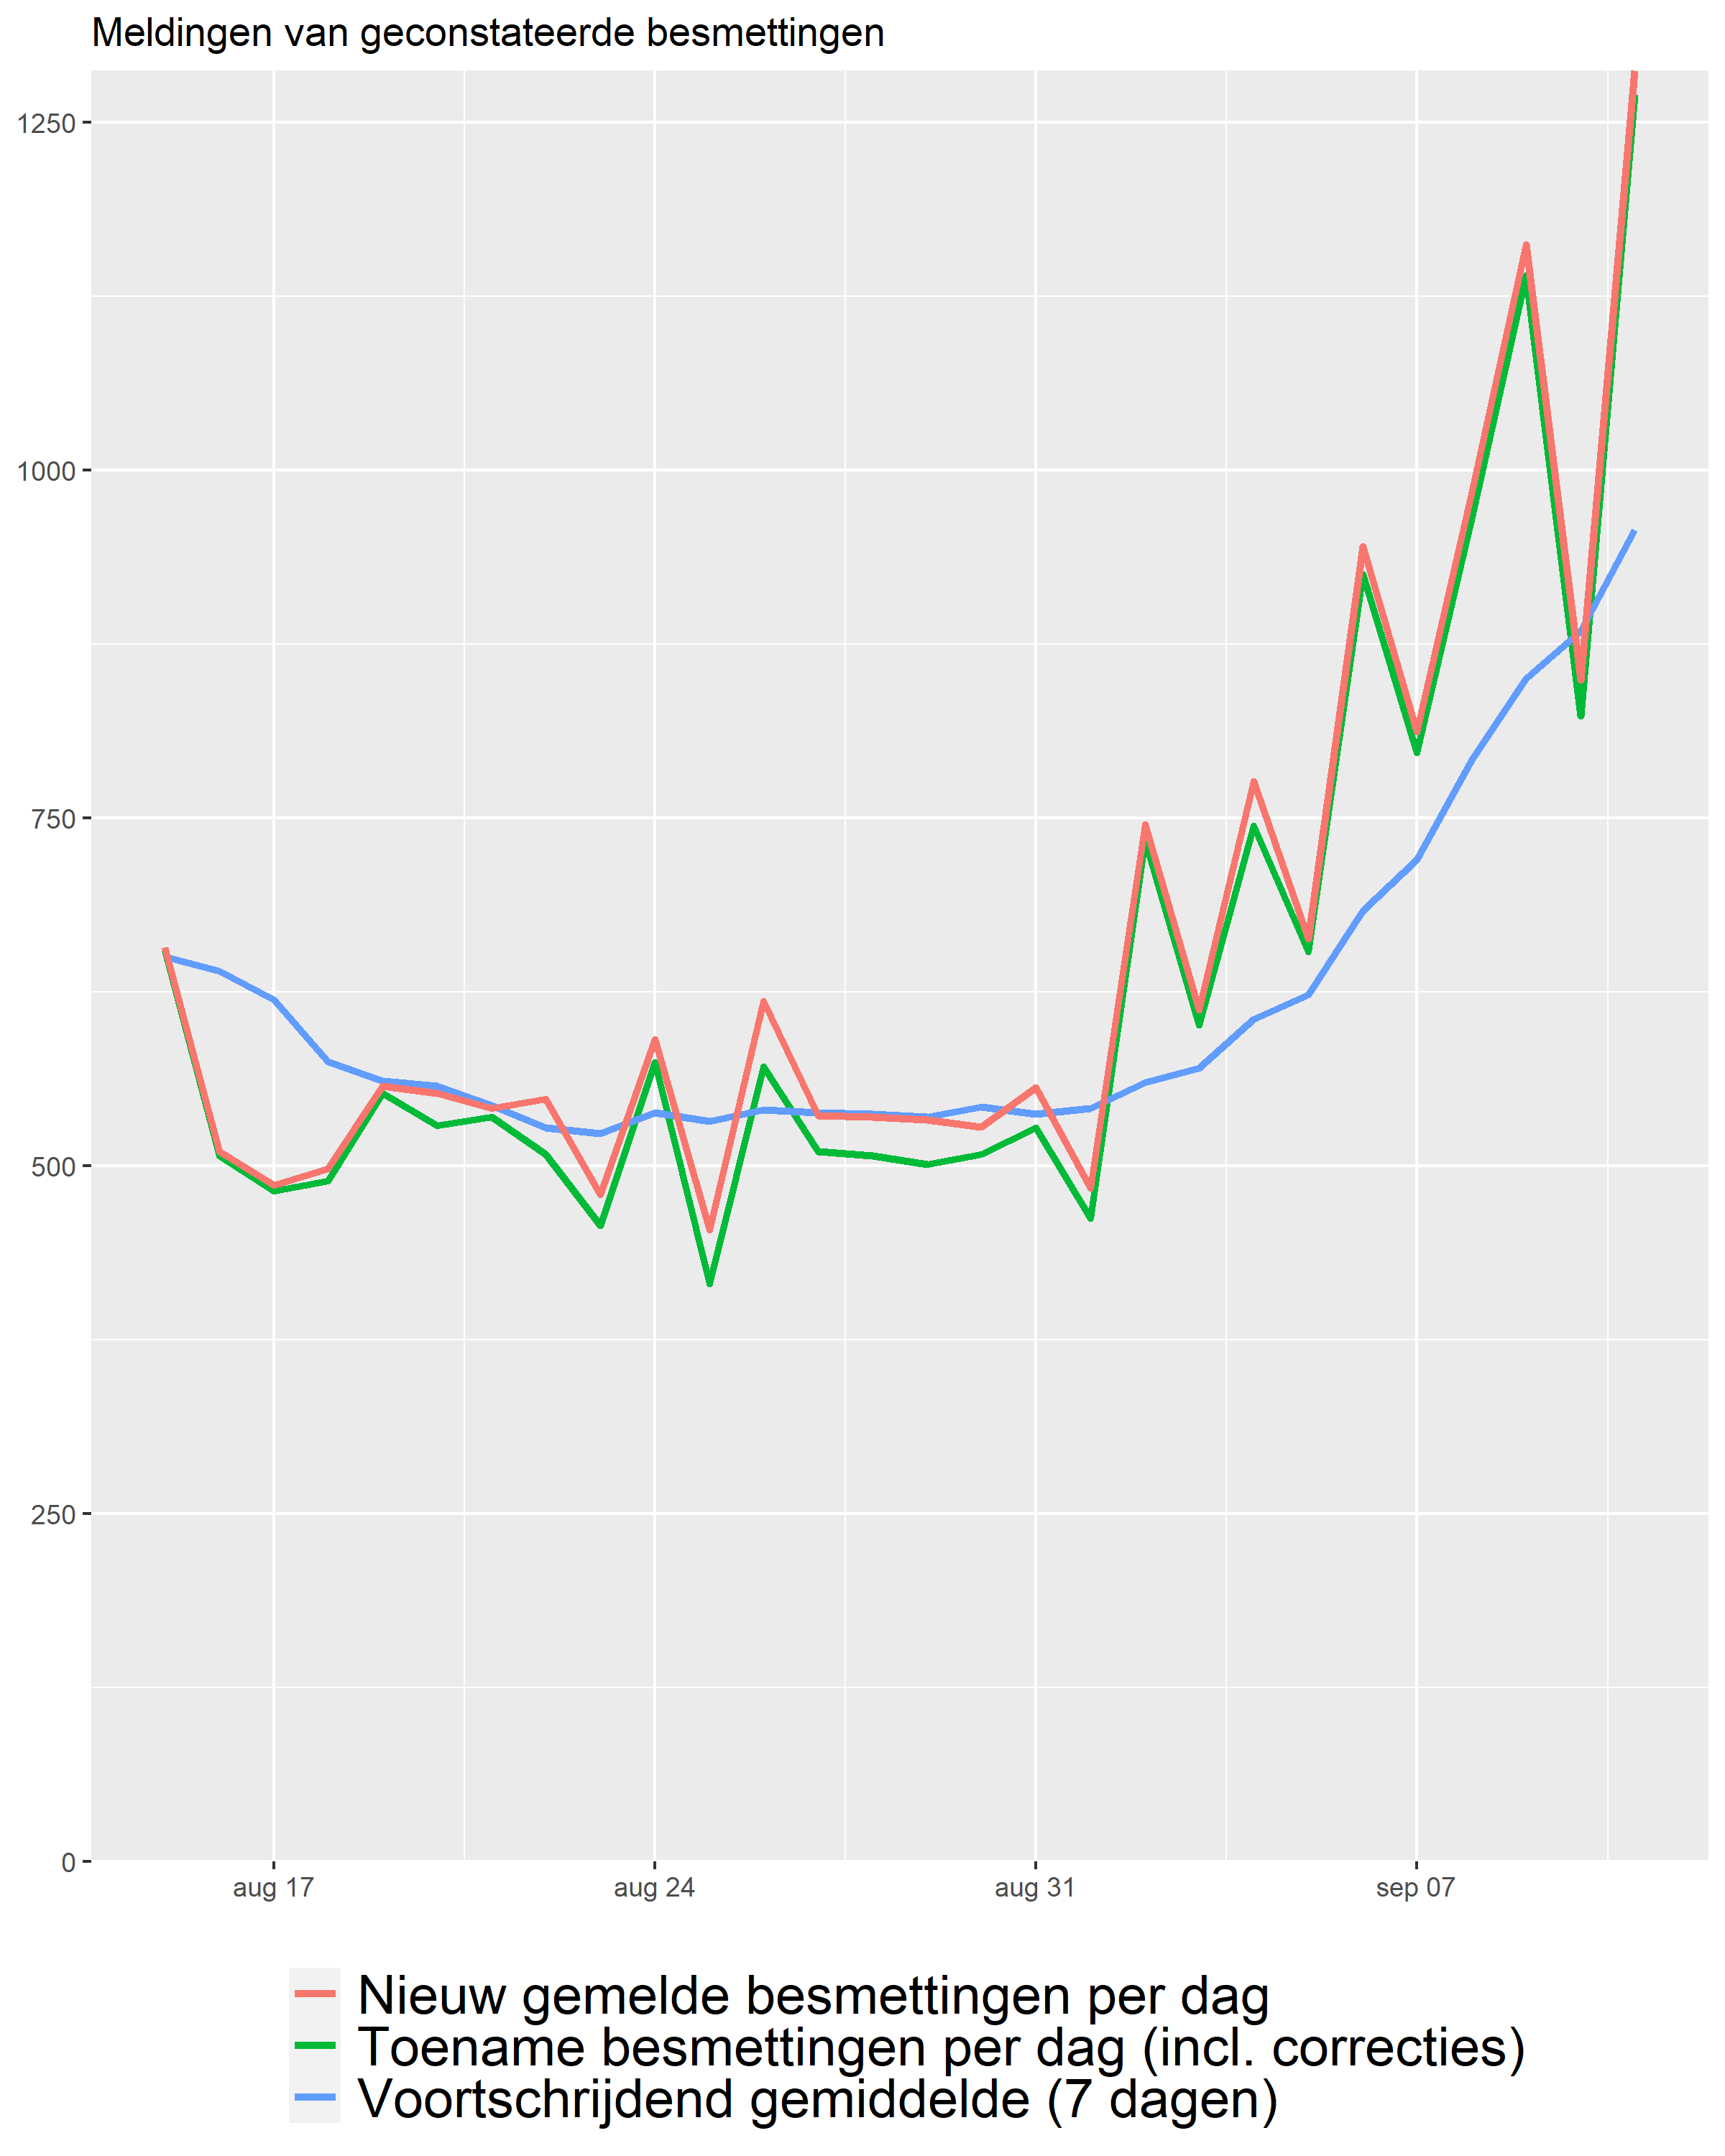 Meldingen van geconstateerde besmettingen
1250
1000
750
500
250
0
aug 17
aug 24
aug 31
sep 07
Nieuw gemelde besmettingen per dag
Toename besmettingen per dag (incl. correcties)
Voortschrijdend gemiddelde (7 dagen)